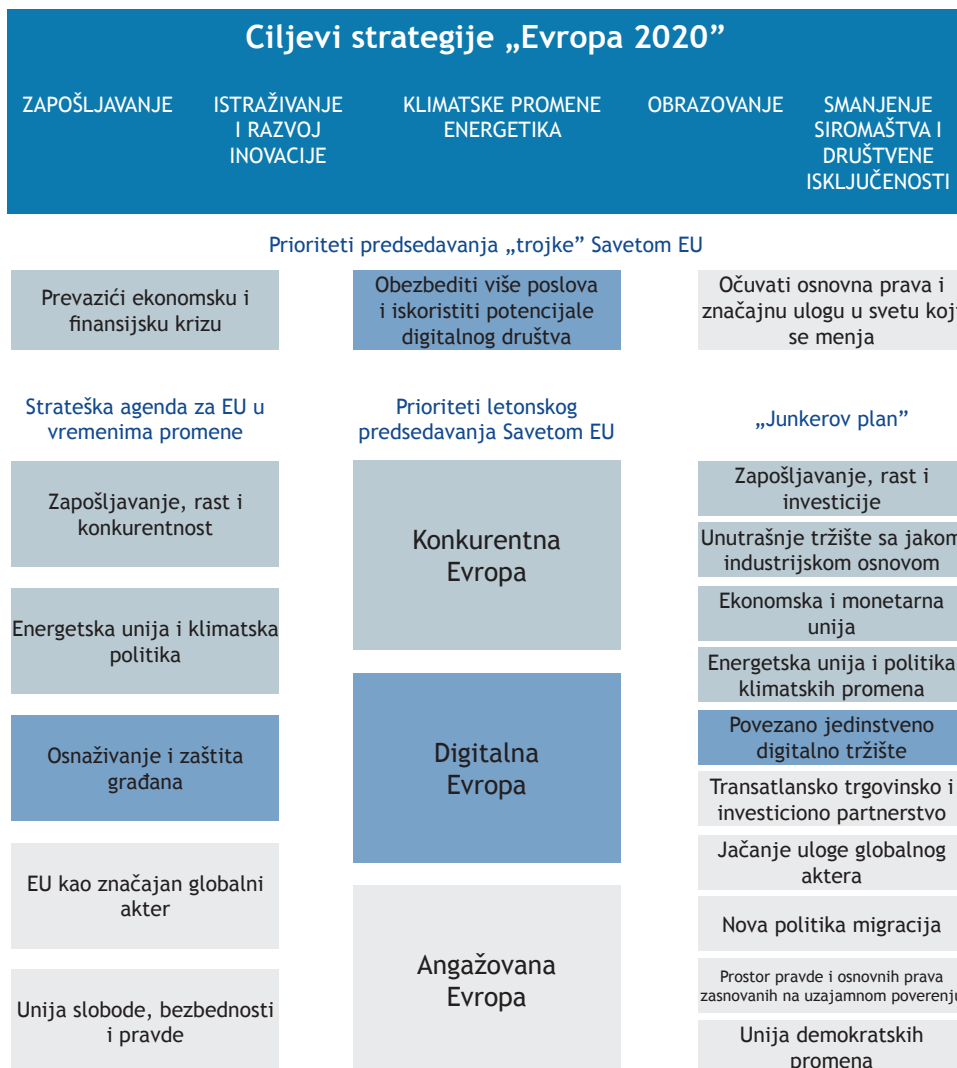 Ciljevi strategije „Evropa 2020”
ZAPOŠLJAVANJE
ISTRAŽIVANJE
I RAZVOJ
INOVACIJE
KLIMATSKE PROMENE
ENERGETIKA
OBRAZOVANJE
SMANJENJE
SIROMAŠTVA I
DRUŠTVENE
ISKLJUČENOSTI
Prioriteti predsedavanja „trojke” Savetom EU
Prevazići ekonomsku i
finansijsku krizu
Obezbediti više poslova
i iskoristiti potencijale
digitalnog društva
Očuvati osnovna prava i
značajnu ulogu u svetu koji
se menja
Strateška agenda za EU u
vremenima promene
Zapošljavanje, rast i
konkurentnost
Energetska unija i klimatska
politika
Osnaživanje i zaštita
građana
EU kao značajan globalni
akter
Unija slobode, bezbednosti
i pravde
Prioriteti letonskog
predsedavanja Savetom EU
Konkurentna
Evropa
Digitalna
Evropa
Angažovana
Evropa
„Junkerov plan”
Zapošljavanje, rast i
investicije
Unutrašnje tržište sa jakom
industrijskom osnovom
Ekonomska i monetarna
unija
Energetska unija i politika
klimatskih promena
Povezano jedinstveno
digitalno tržište
Transatlansko trgovinsko i
investiciono partnerstvo
Jačanje uloge globalnog
aktera
Nova politika migracija
Prostor pravde i osnovnih prava
zasnovanih na uzajamnom poverenju
Unija demokratskih
promena